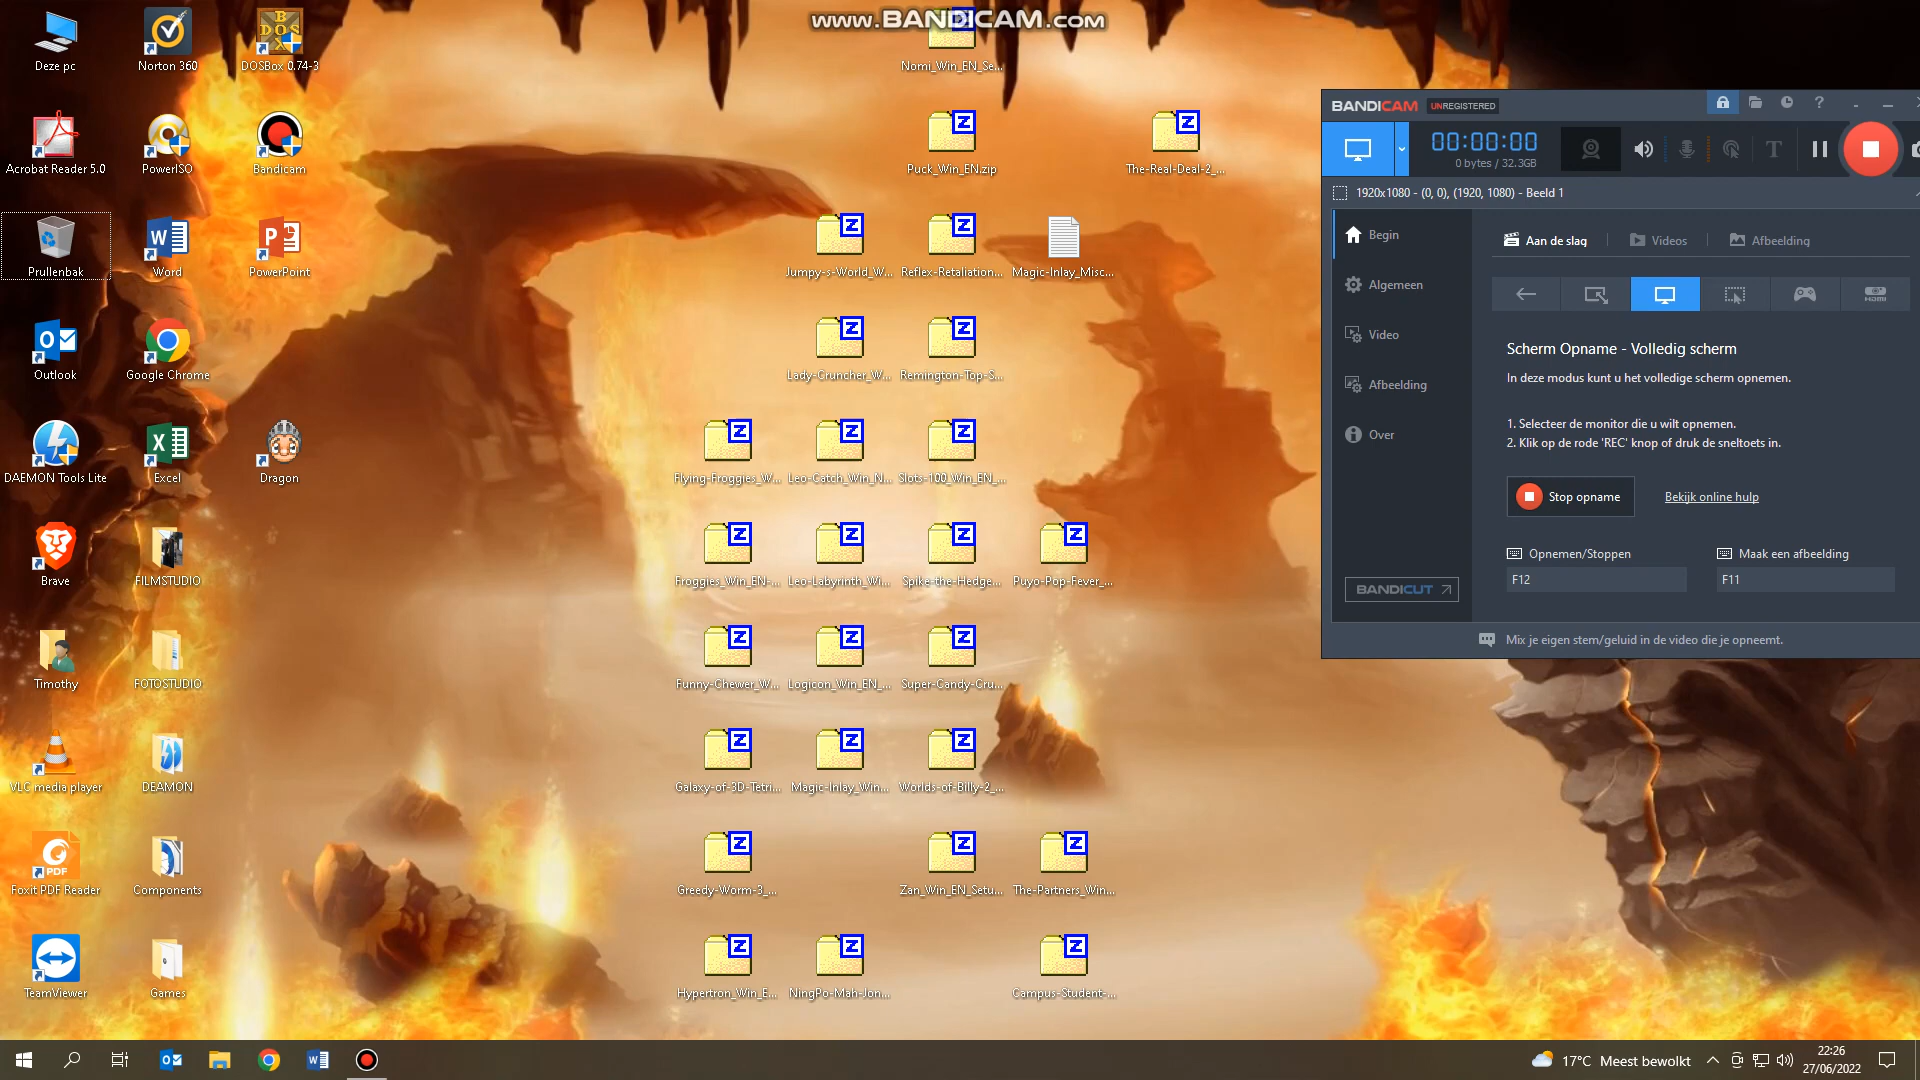 www.BANDICAM.com
Deze pc
Norton 360
DOSBox 0.74-3
Nomi_Win_EN_Se...
Acrobat Reader 5.0
PowerISO
Bandicam
Puck_Win_EN.zip
The-Real-Deal-2_...
Prullenbak
Word
PowerPoint
Jumpy-s-World_W...
Reflex-Retaliation...
Magic-Inlay_Misc...
Outlook
Google Chrome
Lady-Cruncher_W...
Remington-Top-S...
DAEMON Tools Lite
Excel
Dragon
Flying-Froggies_W...
Leo-Catch_Win_N...
Slots-100_Win_EN_...
Brave
FILMSTUDIO
Froggies_Win_EN-...
Leo-Labyrinth_Wi...
Spike-the-Hedge...
Puyo-Pop-Fever_...
Timothy
FOTOSTUDIO
Funny-Chewer_W...
Logicon_Win_EN_...
Super-Candy-Cru...
VLC media player
DEAMON
Galaxy-of-3D-Tetri...
Magic-Inlay_Win...
Worlds-of-Billy-2_...
Foxit PDF Reader
Components
Greedy-Worm-3_...
Zan_Win_EN_Setu...
The-Partners_Win...
TeamViewer
Games
Hypertron_Win_E...
NingPo-Mah-Jon...
Campus-Student-...
BANDICAM UNREGISTERED
00:00:00
0 bytes / 32.3GB
1920x1080 - (0, 0), (1920, 1080) - Beeld 1
Begin
Algemeen
Video
Afbeelding
Over
BANDICUT
Aan de slag
Videos
Afbeelding
HDMI
Scherm Opname - Volledig scherm
In deze modus kunt u het volledige scherm opnemen.
1. Selecteer de monitor die u wilt opnemen.
2. Klik op de rode 'REC' knop of druk de sneltoets in.
Stop opname
Bekijk online hulp
Opnemen/Stoppen
Maak een afbeelding
F12
F11
Mix je eigen stem/geluid in de video die je opneemt.
17°C Meest bewolkt
22:26
27/06/2022